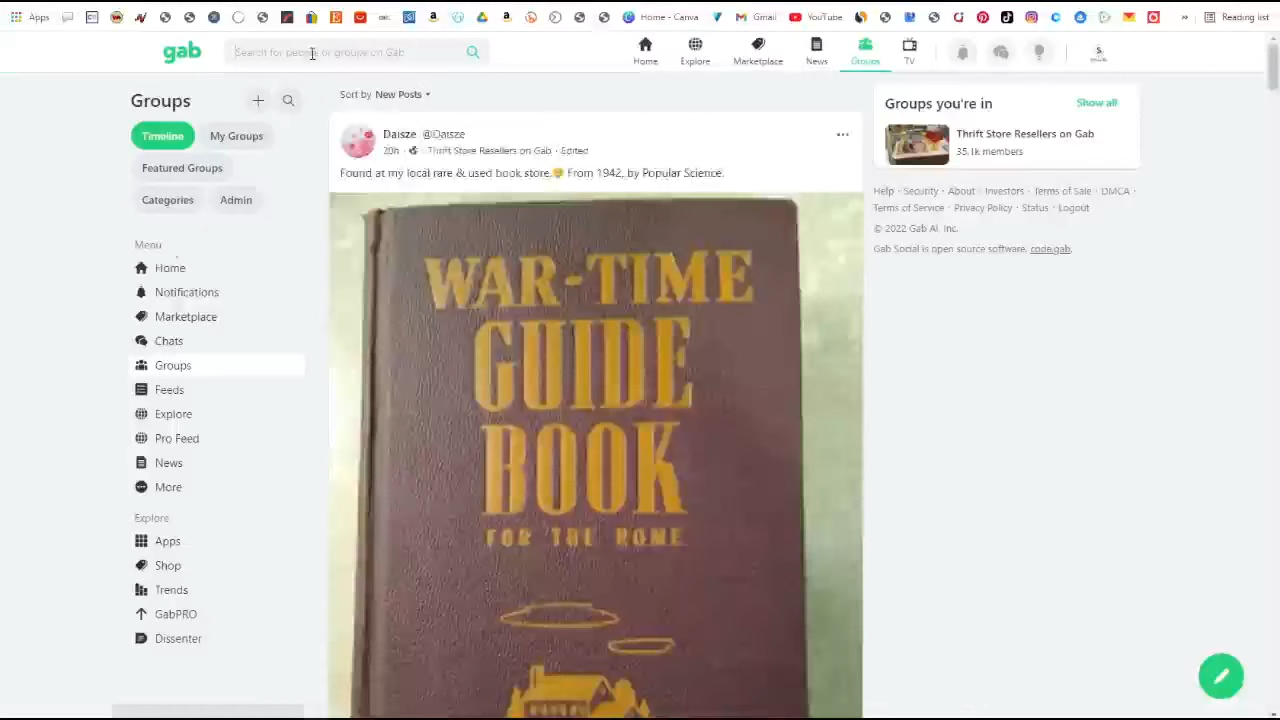 Apps
Home - Canva
Gmail
YouTube
Reading list
gab
Search for people or groups on Gab
Home
Explore
Marketplace
News
Groups
TV
Groups
Timeline
My Groups
Featured Groups
Categories
Admin
Menu
Home
Notifications
Marketplace
Chats
Groups
Feeds
Explore
Pro Feed
News
More
Explore
Apps
Shop
Trends
GabPRO
Dissenter
Sort by New Posts
Daisze @Daisze
20h · Thrift Store Resellers on Gab · Edited
Found at my local rare & used book store. From 1942, by Popular Science.
WAR-TIME
GUIDE
BOOK
FOR THE HOME
Groups you're in
Show all
Thrift Store Resellers on Gab
35.1k members
Help · Security · About · Investors · Terms of Sale · DMCA ·
Terms of Service · Privacy Policy · Status · Logout
© 2022 Gab AI, Inc.
Gab Social is open source software. code.gab.